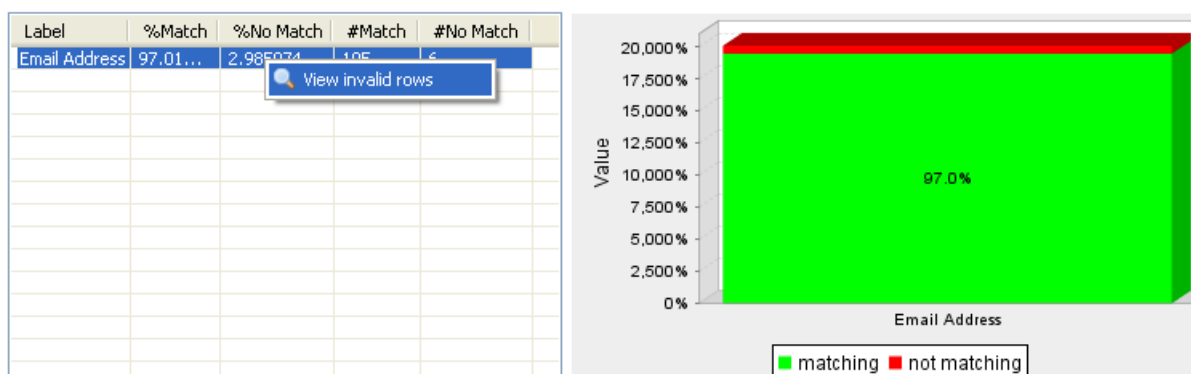 Label %Match %No Match #Match #No Match
Email Address 97.01...
View invalid rows
20,000%
17,500%
15,000%
12,500%
10,000%
7,500%
5,000%
2,500%
0%
Value
97.0%
Email Address
matching not matching